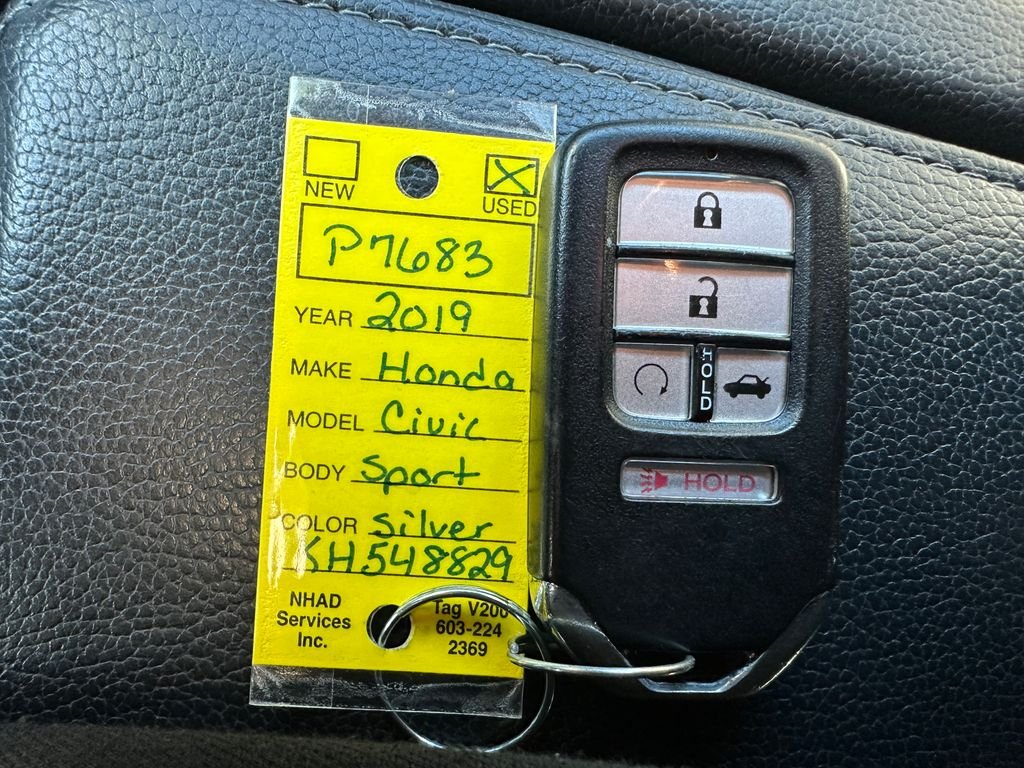 NEW
USED
P7683
YEAR 2019
MAKE Honda
MODEL Civic
BODY Sport
COLOR Silver
KH548829
NHAD
Services
Inc.
Tag V200
603-224
2369
HOLD
HOLD